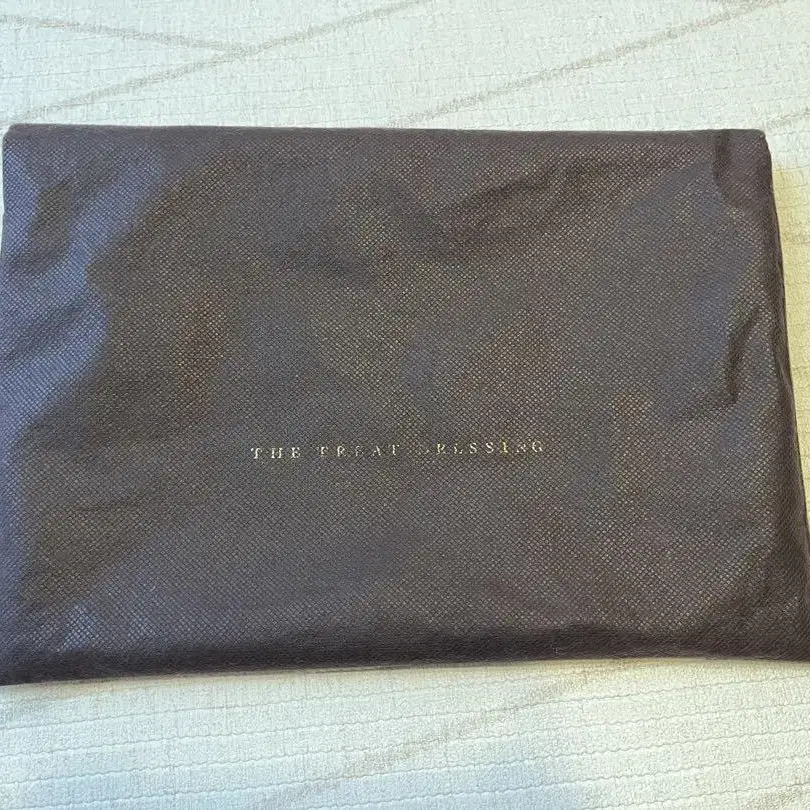 THE TREAT DRESSING